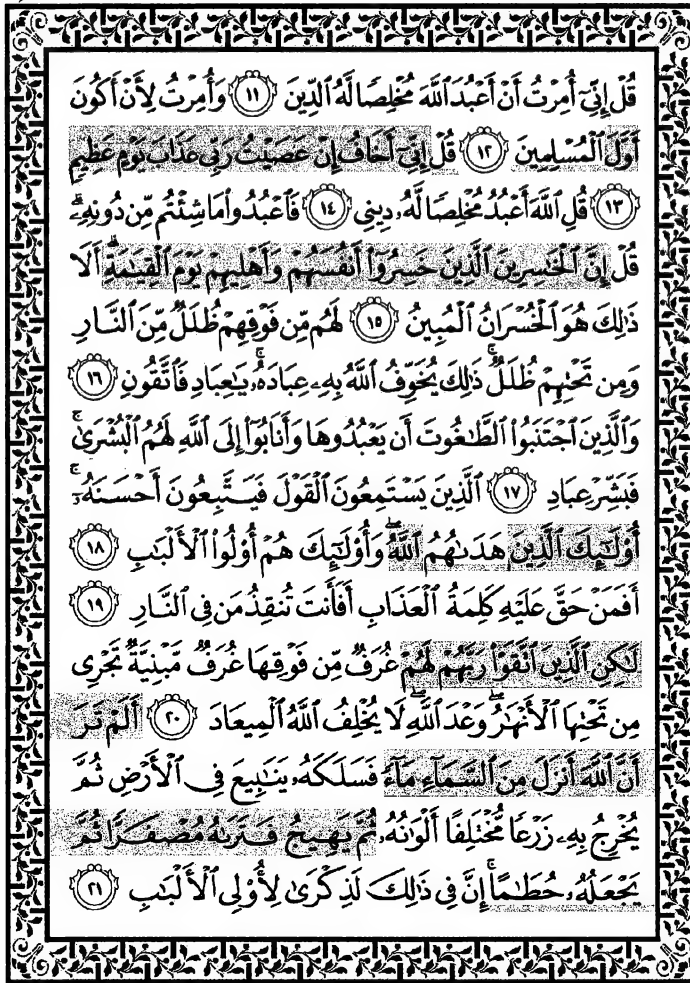 قُلْ إِنِّيٓ أُمِرْتُ أَنْ أَعْبُدَ ٱللَّهَ مُخْلِصًا لَّهُ ٱلدِّينَ ١١ وَأُمِرْتُ لِأَنْ أَكُونَ
أَوَّلَ ٱلْمُسْلِمِينَ ١٢ قُلْ إِنِّيٓ أَخَافُ إِنْ عَصَيْتُ رَبِّي عَذَابَ يَوْمٍ عَظِيمٍ
١٣ قُلِ ٱللَّهَ أَعْبُدُ مُخْلِصًا لَّهُۥ دِينِي ١٤ فَٱعْبُدُوا۟ مَا شِئْتُم مِّن دُونِهِۦۗ
قُلْ إِنَّ ٱلْخَٰسِرِينَ ٱلَّذِينَ خَسِرُوٓا۟ أَنفُسَهُمْ وَأَهْلِيهِمْ يَوْمَ ٱلْقِيَٰمَةِۗ أَلَا
ذَٰلِكَ هُوَ ٱلْخُسْرَانُ ٱلْمُبِينُ ١٥ لَهُم مِّن فَوْقِهِمْ ظُلَلٌ مِّنَ ٱلنَّارِ
وَمِن تَحْتِهِمْ ظُلَلٌۚ ذَٰلِكَ يُخَوِّفُ ٱللَّهُ بِهِۦ عِبَادَهُۥۚ يَٰعِبَادِ فَٱتَّقُونِ ١٦
وَٱلَّذِينَ ٱجْتَنَبُوا۟ ٱلطَّٰغُوتَ أَن يَعْبُدُوهَا وَأَنَابُوٓا۟ إِلَى ٱللَّهِ لَهُمُ ٱلْبُشْرَىٰۚ
فَبَشِّرْ عِبَادِ ١٧ ٱلَّذِينَ يَسْتَمِعُونَ ٱلْقَوْلَ فَيَتَّبِعُونَ أَحْسَنَهُۥٓۚ
أُو۟لَٰٓئِكَ ٱلَّذِينَ هَدَىٰهُمُ ٱللَّهُۖ وَأُو۟لَٰٓئِكَ هُمْ أُو۟لُوا۟ ٱلْأَلْبَٰبِ ١٨
أَفَمَنْ حَقَّ عَلَيْهِ كَلِمَةُ ٱلْعَذَابِ أَفَأَنتَ تُنقِذُ مَن فِي ٱلنَّارِ ١٩
لَٰكِنِ ٱلَّذِينَ ٱتَّقَوْا۟ رَبَّهُمْ لَهُمْ غُرَفٌ مِّن فَوْقِهَا غُرَفٌ مَّبْنِيَّةٌ تَجْرِي
مِن تَحْتِهَا ٱلْأَنْهَٰرُۖ وَعْدَ ٱللَّهِۖ لَا يُخْلِفُ ٱللَّهُ ٱلْمِيعَادَ ٢٠ أَلَمْ تَرَ
أَنَّ ٱللَّهَ أَنزَلَ مِنَ ٱلسَّمَآءِ مَآءً فَسَلَكَهُۥ يَنَٰبِيعَ فِي ٱلْأَرْضِ ثُمَّ
يُخْرِجُ بِهِۦ زَرْعًا مُّخْتَلِفًا أَلْوَٰنُهُۥ ثُمَّ يَهِيجُ فَتَرَىٰهُ مُصْفَرًّا ثُمَّ
يَجْعَلُهُۥ حُطَٰمًاۚ إِنَّ فِي ذَٰلِكَ لَذِكْرَىٰ لِأُو۟لِي ٱلْأَلْبَٰبِ ٢١